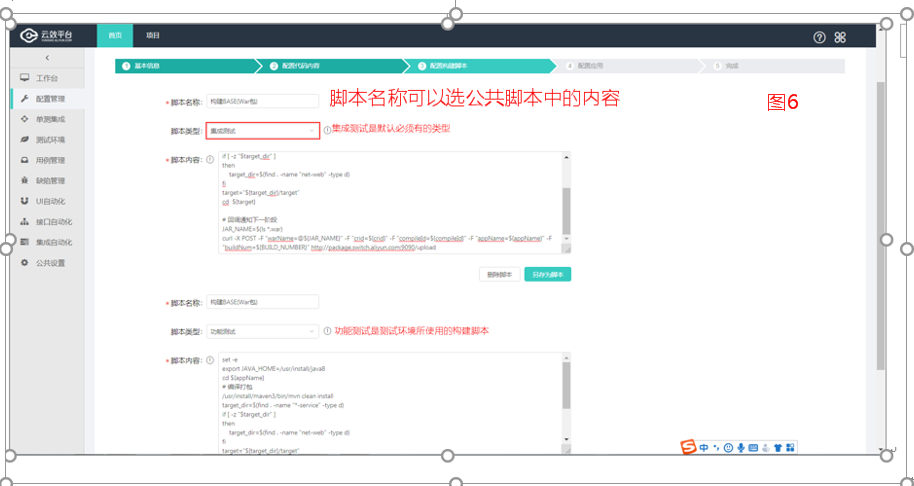 云效平台
首页
项目
1 基本信息
2 配置代码内容
3 配置构建脚本
4 配置应用
5 完成
工作台
配置管理
单测集成
测试环境
用例管理
缺陷管理
UI自动化
接口自动化
集成自动化
公共设置
* 脚本名称: 构建BASE(War包)
脚本名称可以选公共脚本中的内容
图6
脚本类型: 集成测试
集成测试是默认必须有的类型
* 脚本内容:
if [ -z "$target_dir" ]
then
target_dir=$(find . -name "net-web" -type d)
fi
target="${target_dir}/target"
cd ${target}
# 回调通知下一阶段
JAR_NAME=$(ls *.war)
curl -X POST -F "warName=@${JAR_NAME}" -F "crid=${crid}" -F "compileId=${compileId}" -F "appName=${appName}" -F
"buildNum=${BUILD_NUMBER}" http://package.switch.aliyun.com:9090/upload
删除脚本
另存为脚本
* 脚本名称: 构建BASE(War包)
脚本类型: 功能测试
功能测试是测试环境所使用的构建脚本
* 脚本内容:
set -e
export JAVA_HOME=/usr/install/java8
cd ${appName}
# 编译打包
/usr/install/maven3/bin/mvn clean install
target_dir=$(find . -name "*-service" -type d)
if [ -z "$target_dir" ]
then
target_dir=$(find . -name "net-web" -type d)
fi
target="${target_dir}/target"
中